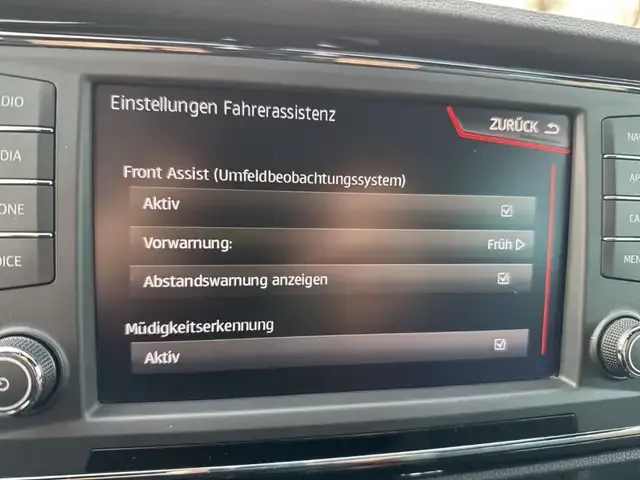 Einstellungen Fahrerassistenz
ZURÜCK
Front Assist (Umfeldbeobachtungssystem)
Aktiv
Vorwarnung: Früh
Abstandswarnung anzeigen
Müdigkeitserkennung
Aktiv